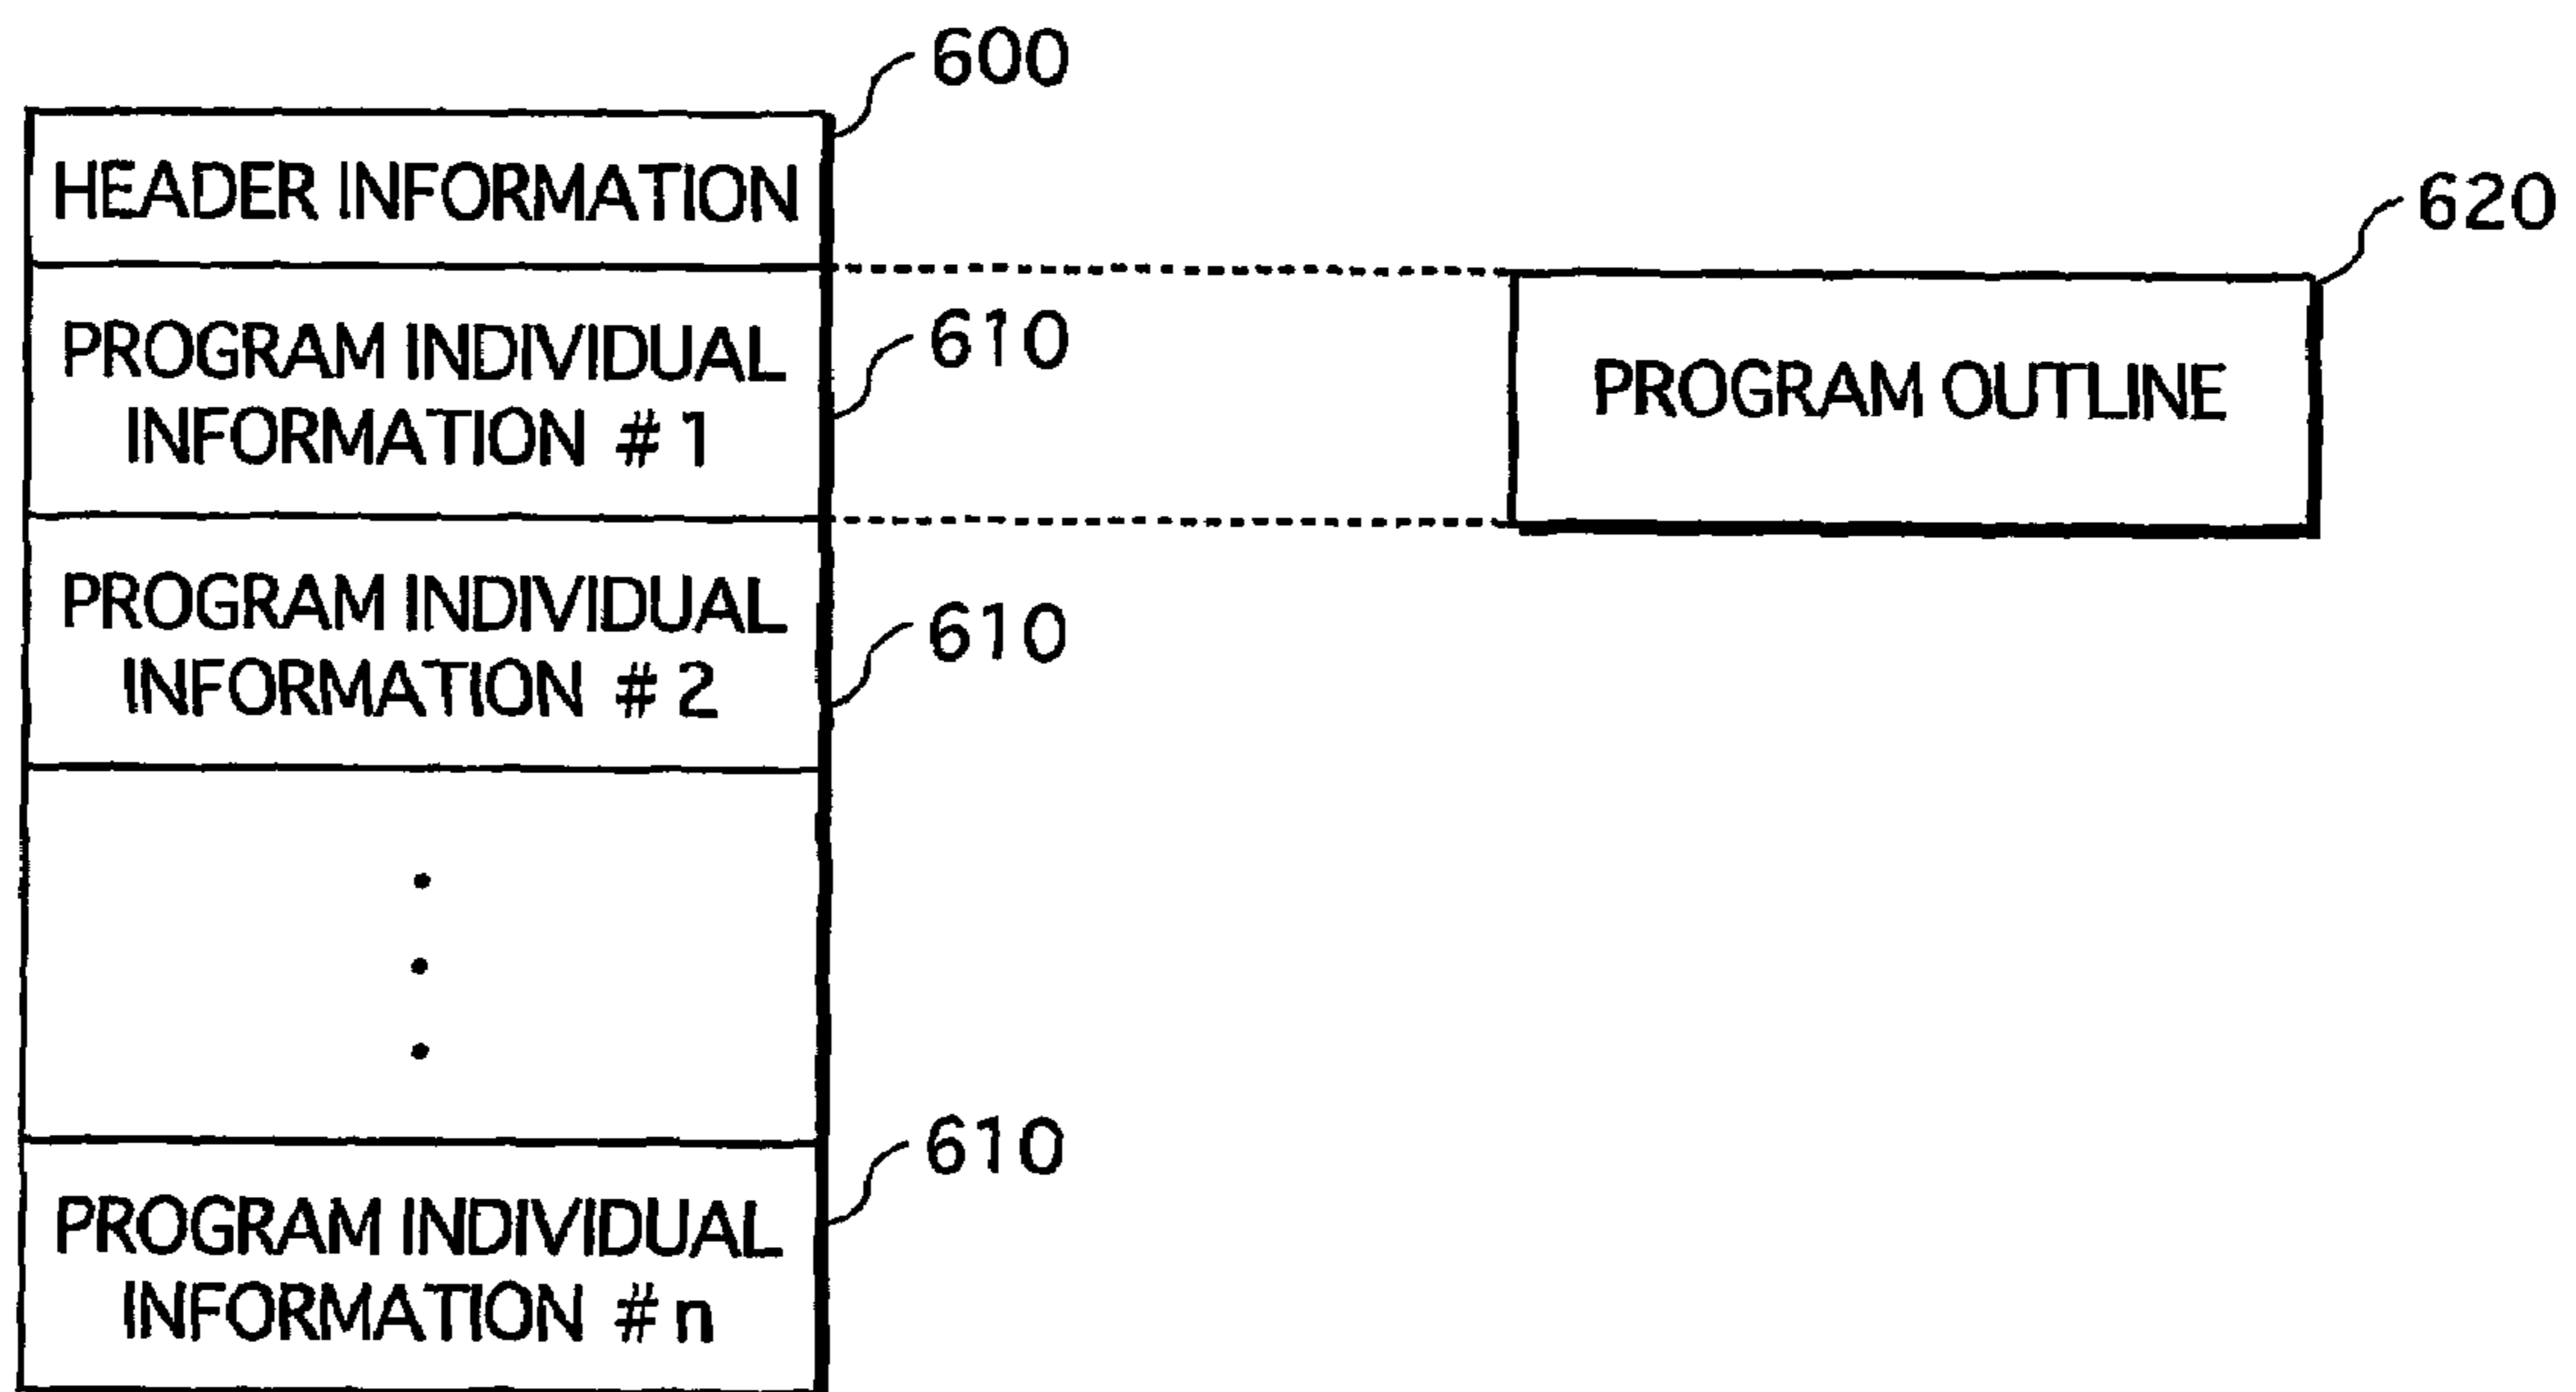 600
HEADER INFORMATION
620
PROGRAM INDIVIDUAL
INFORMATION #1
610
PROGRAM OUTLINE
PROGRAM INDIVIDUAL
INFORMATION #2
610
610
PROGRAM INDIVIDUAL
INFORMATION #n